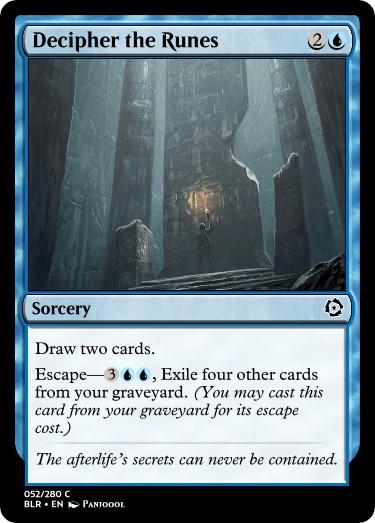 Decipher the Runes 2
Sorcery
Draw two cards.
Escape—3, Exile four other cards
from your graveyard. (You may cast this
card from your graveyard for its escape
cost.)
The afterlife's secrets can never be contained.
052/280 C
BLR • EN Pantoool